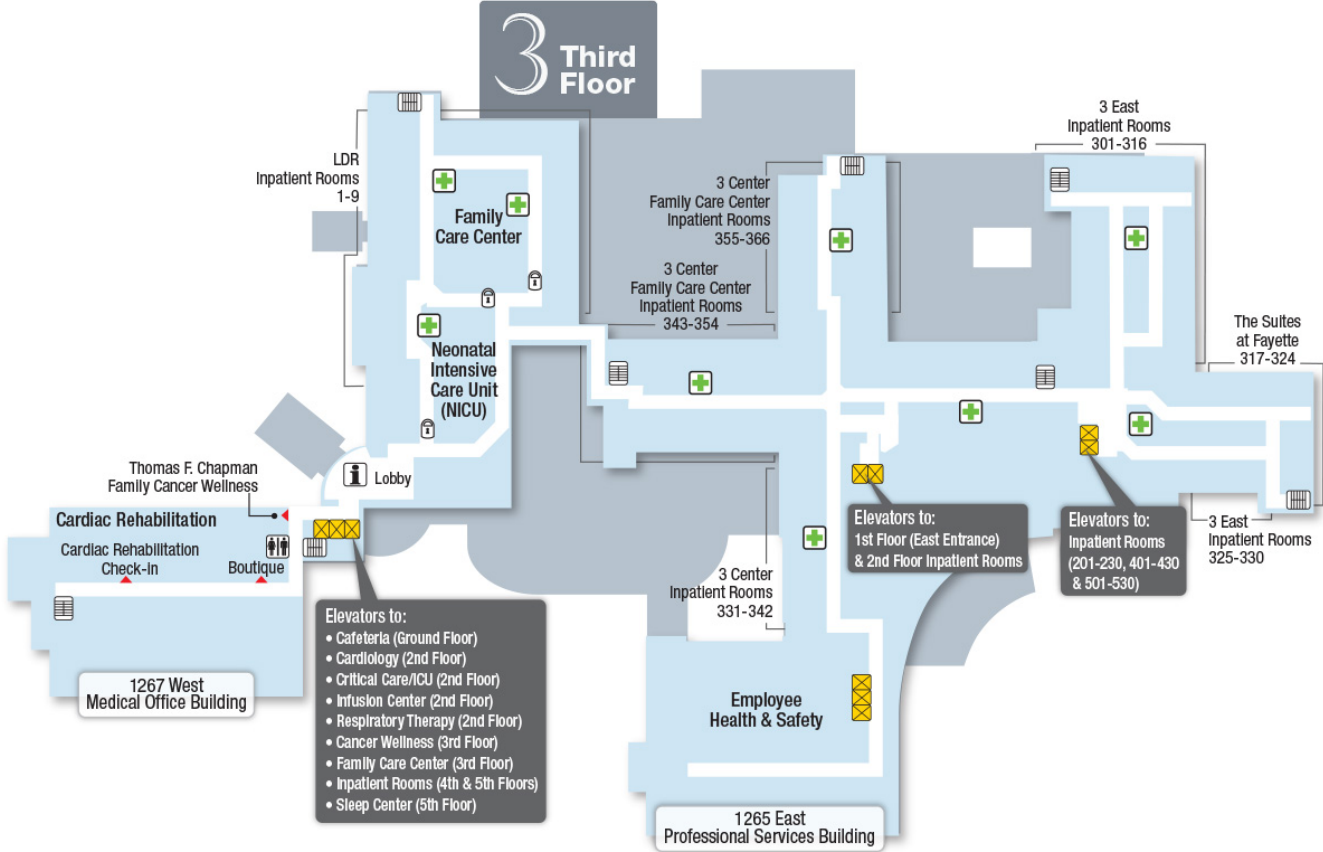 3 Third
Floor
LDR
Inpatient Rooms
1-9
Family
Care Center
Neonatal
Intensive
Care Unit
(NICU)
3 Center
Family Care Center
Inpatient Rooms
355-366
3 Center
Family Care Center
Inpatient Rooms
343-354
3 East
Inpatient Rooms
301-316
The Suites
at Fayette
317-324
Thomas F. Chapman
Family Cancer Wellness
i Lobby
Cardiac Rehabilitation
Cardiac Rehabilitation
Check-in
Boutique
1267 West
Medical Office Building
Elevators to:
• Cafeteria (Ground Floor)
• Cardiology (2nd Floor)
• Critical Care/ICU (2nd Floor)
• Infusion Center (2nd Floor)
• Respiratory Therapy (2nd Floor)
• Cancer Wellness (3rd Floor)
• Family Care Center (3rd Floor)
• Inpatient Rooms (4th & 5th Floors)
• Sleep Center (5th Floor)
3 Center
Inpatient Rooms
331-342
Elevators to:
1st Floor (East Entrance)
& 2nd Floor Inpatient Rooms
Elevators to:
Inpatient Rooms
(201-230, 401-430
& 501-530)
3 East
Inpatient Rooms
325-330
Employee
Health & Safety
1265 East
Professional Services Building